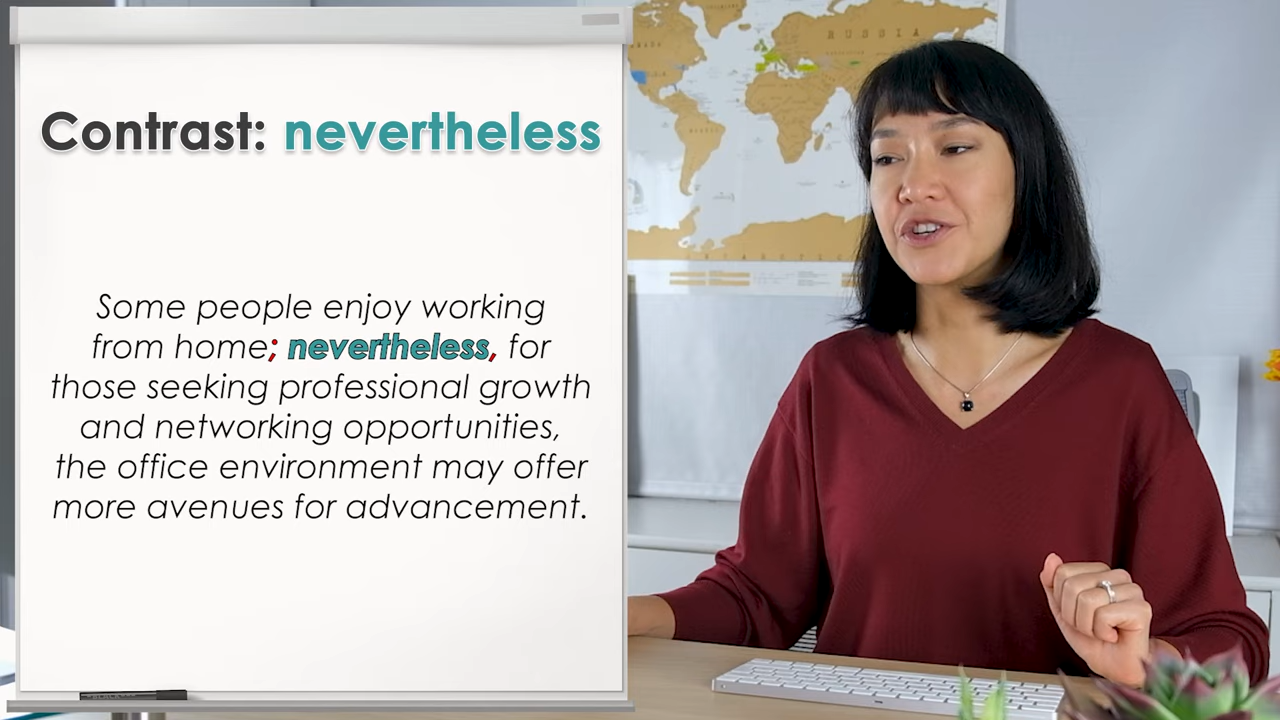 Contrast: nevertheless
Some people enjoy working
from home; nevertheless, for
those seeking professional growth
and networking opportunities,
the office environment may offer
more avenues for advancement.
RUSSIA